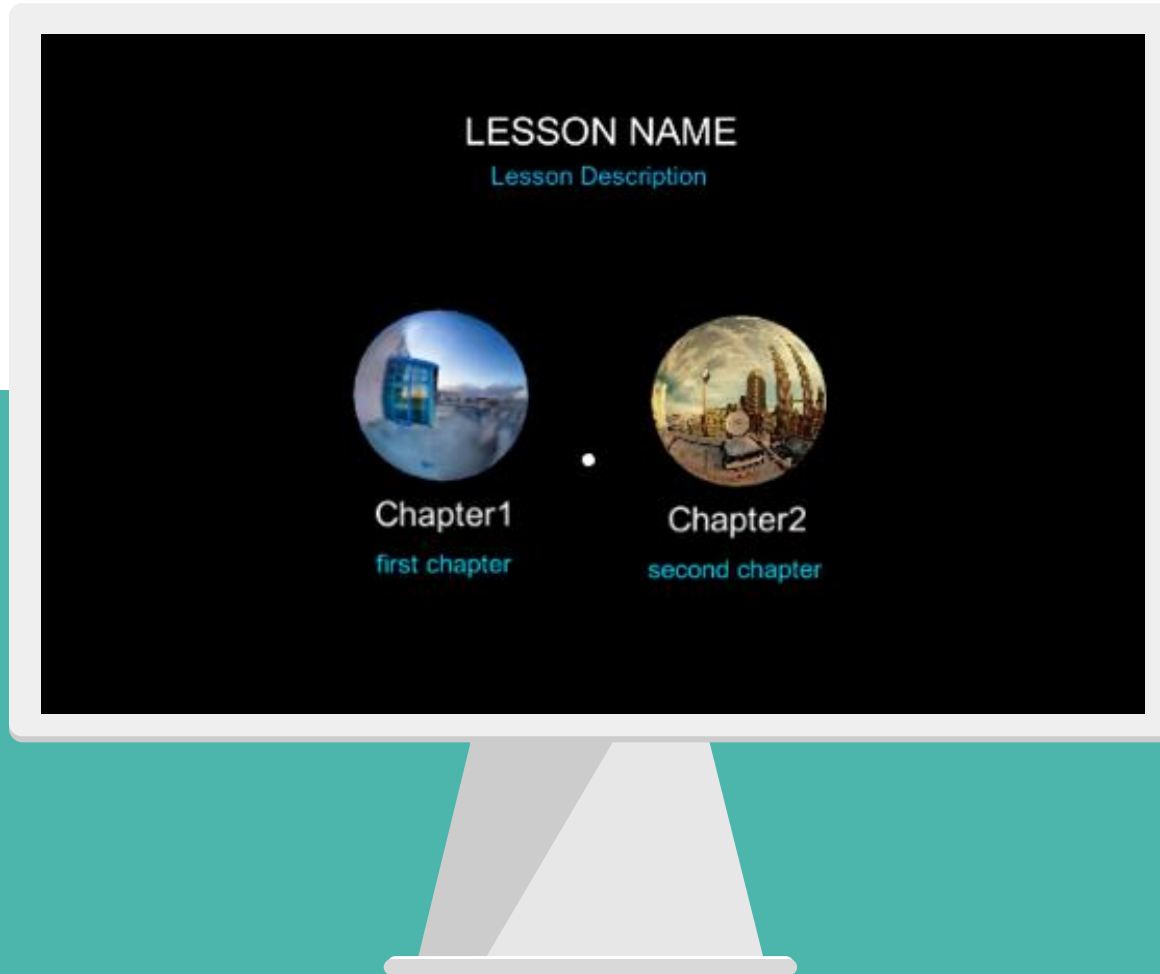 LESSON NAME
Lesson Description
Chapter1
Chapter2
first chapter
second chapter